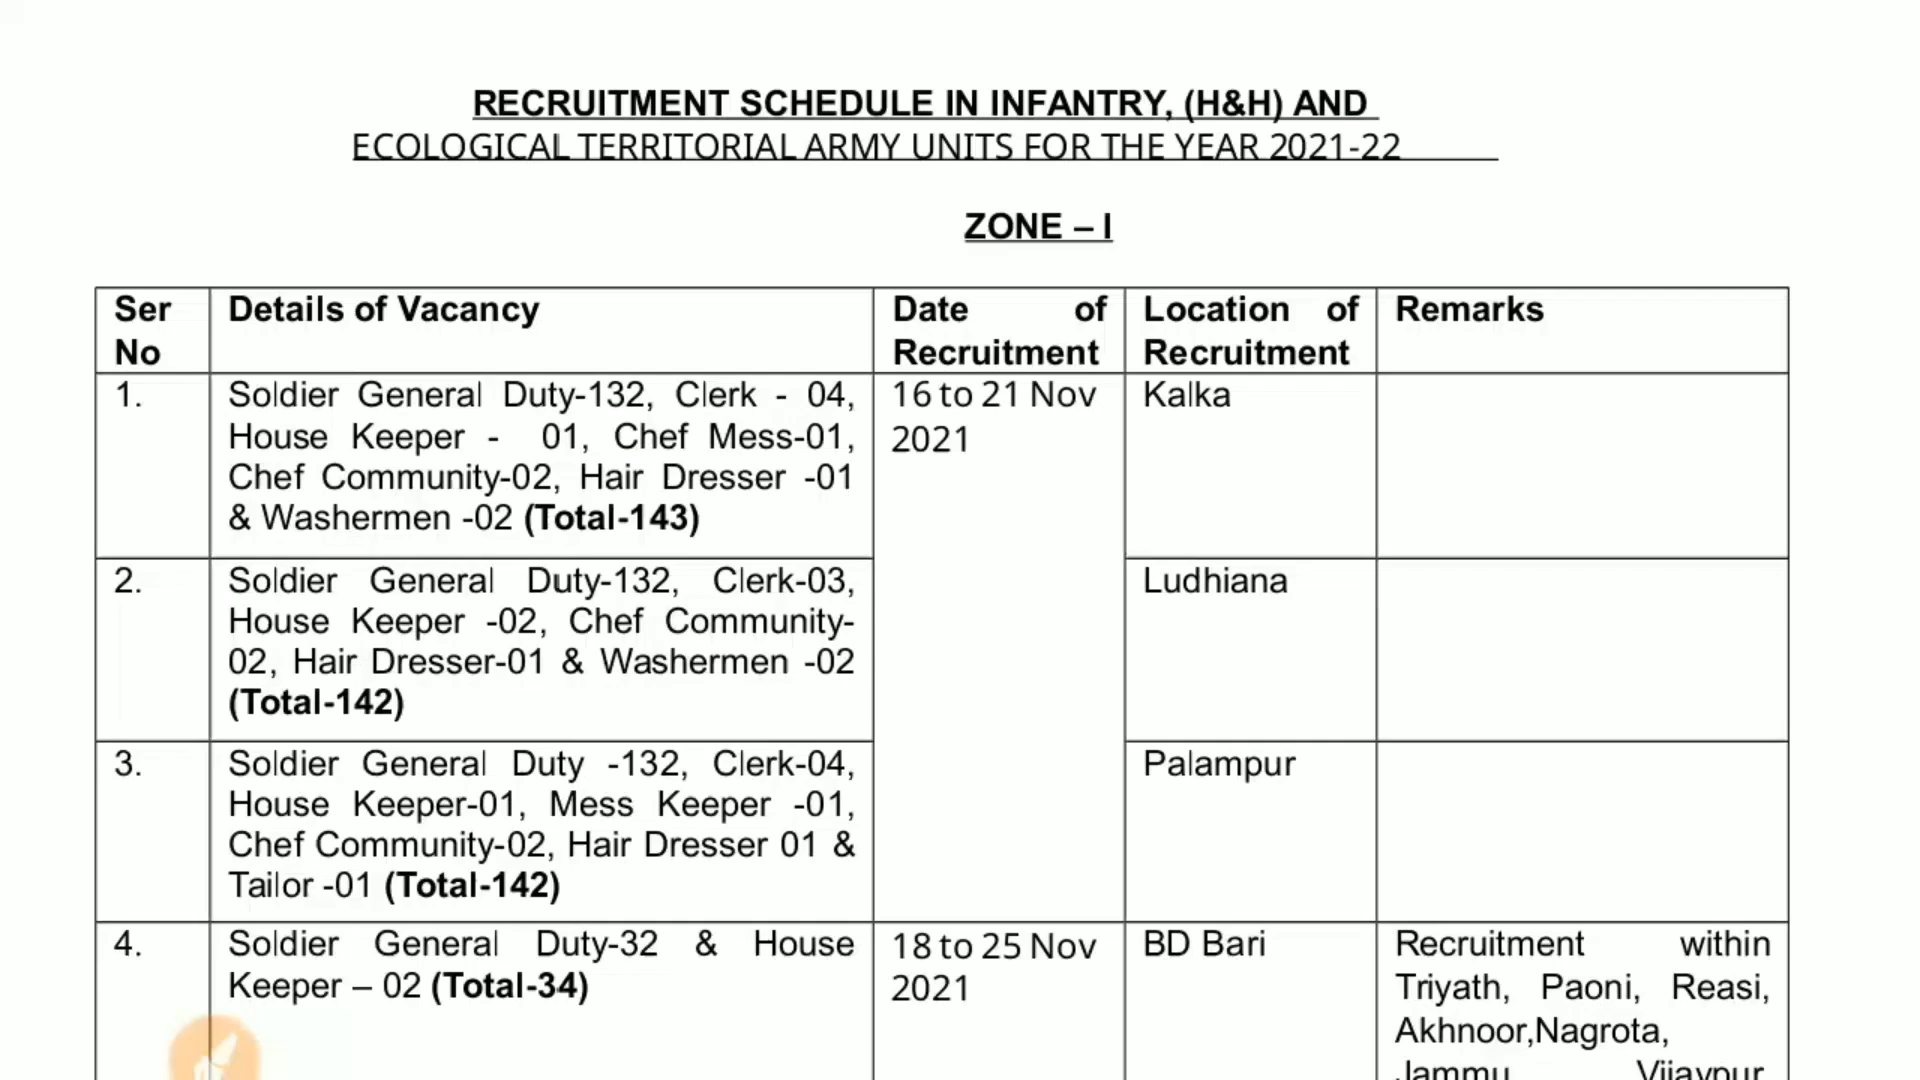 RECRUITMENT SCHEDULE IN INFANTRY, (H&H) AND
ECOLOGICAL TERRITORIAL ARMY UNITS FOR THE YEAR 2021-22
ZONE – I
Ser No
Details of Vacancy
Date of
Recruitment
Location of
Recruitment
Remarks
1.
Soldier General Duty-132, Clerk - 04,
House Keeper - 01, Chef Mess-01,
Chef Community-02, Hair Dresser -01
& Washermen -02 (Total-143)
16 to 21 Nov
2021
Kalka
2.
Soldier General Duty-132, Clerk-03,
House Keeper -02, Chef Community-
02, Hair Dresser-01 & Washermen -02
(Total-142)
Ludhiana
3.
Soldier General Duty -132, Clerk-04,
House Keeper-01, Mess Keeper -01,
Chef Community-02, Hair Dresser 01 &
Tailor -01 (Total-142)
Palampur
4.
Soldier General Duty-32 & House
Keeper – 02 (Total-34)
18 to 25 Nov
2021
BD Bari
Recruitment within
Triyath, Paoni, Reasi,
Akhnoor,Nagrota,
Jammu Vijaypur,